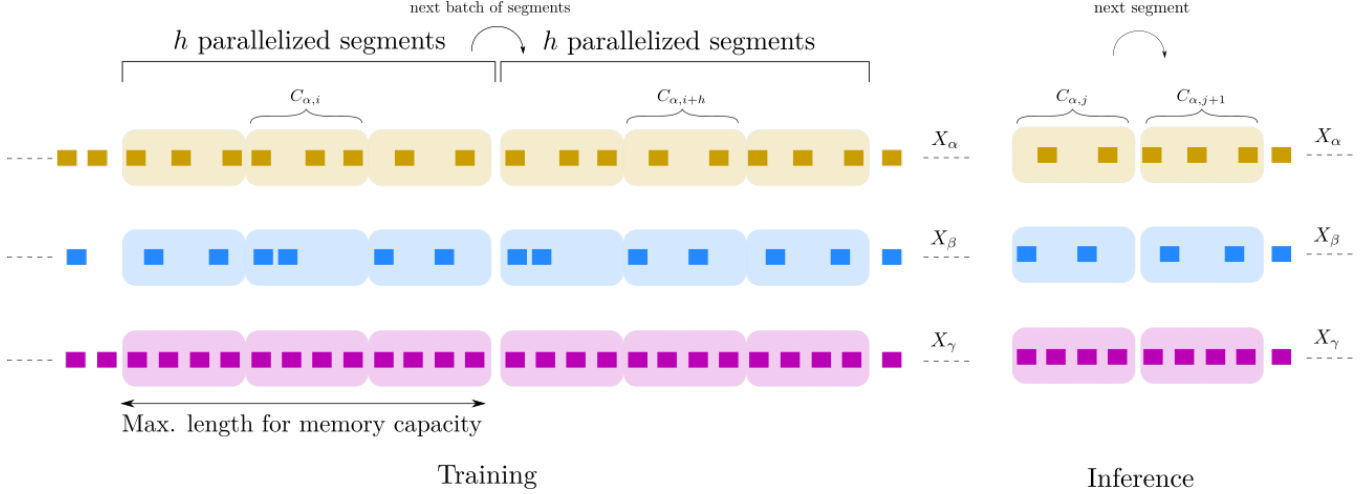 next batch of segments
next segment
h parallelized segments
h parallelized segments
C_{α,i}
C_{α,i+h}
C_{α,j}
C_{α,j+1}
X_α
X_α
X_β
X_β
X_γ
X_γ
Max. length for memory capacity
Training
Inference